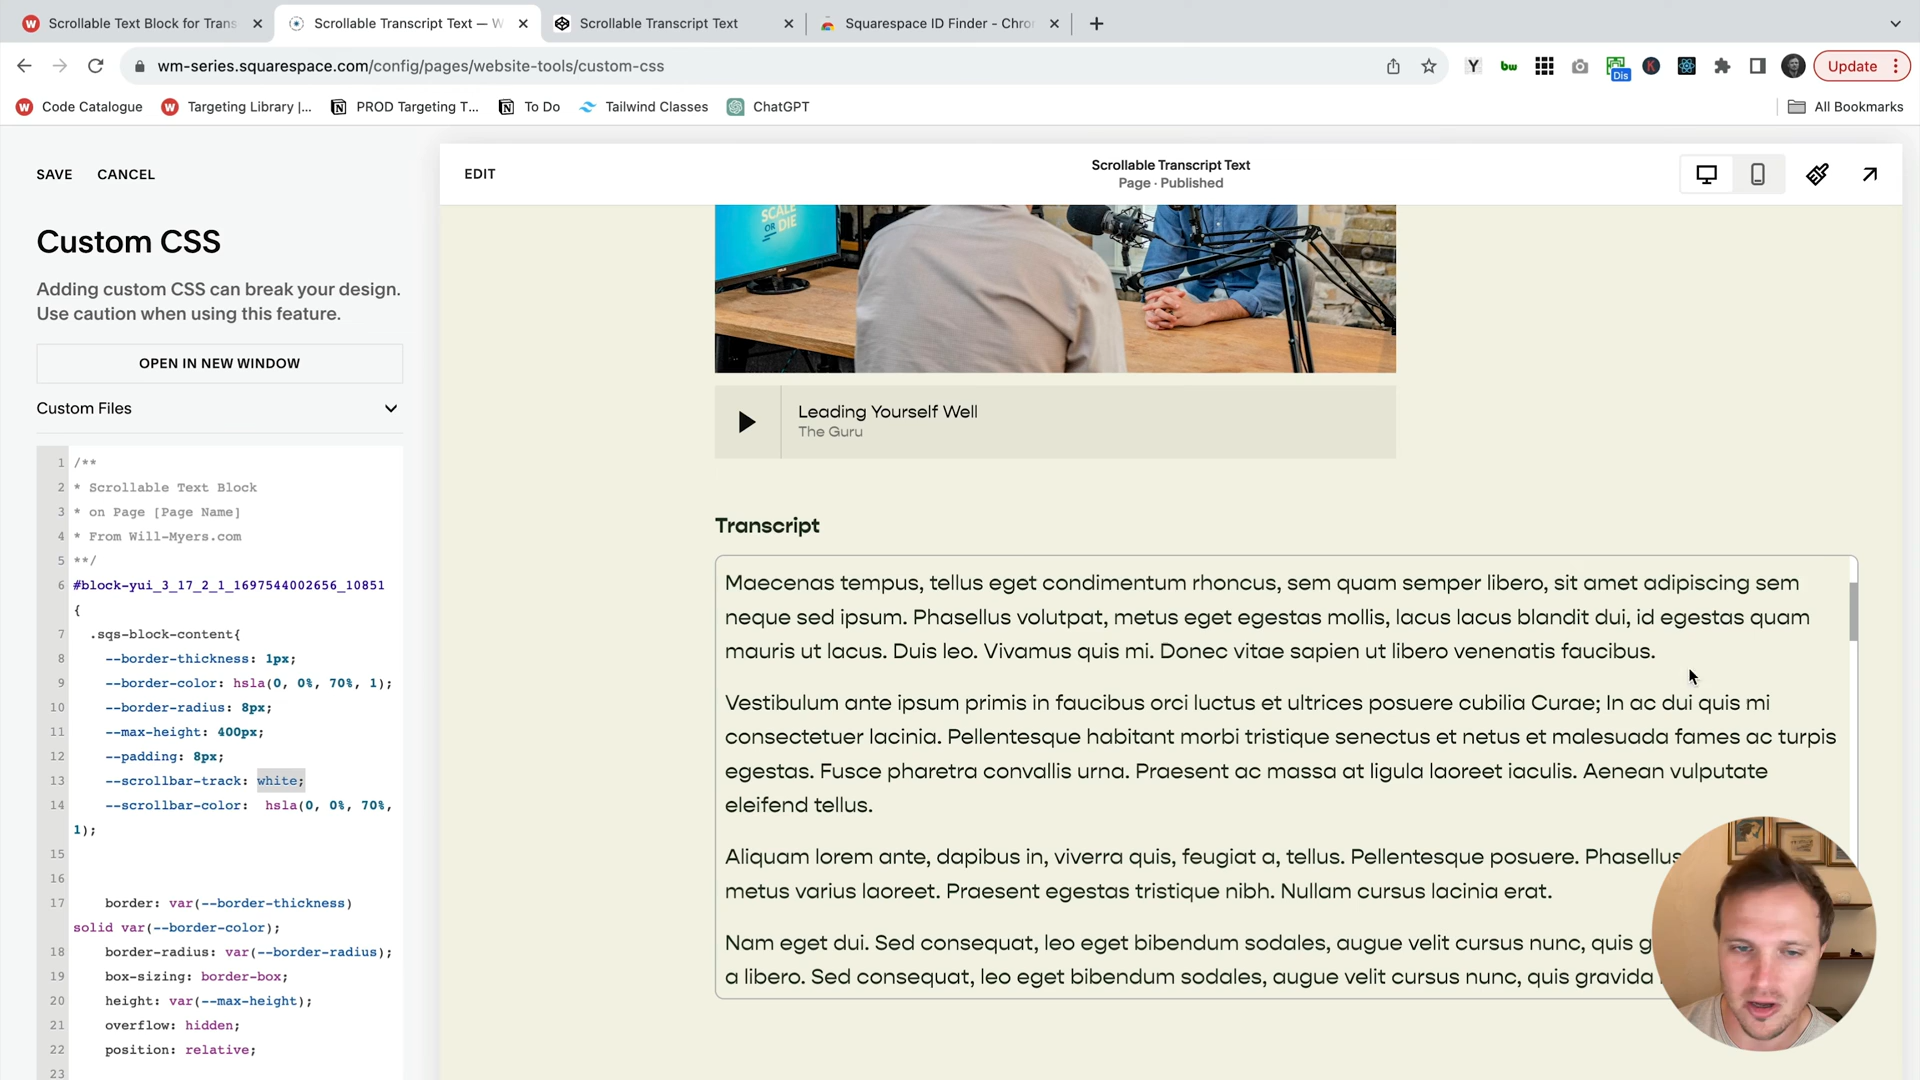 Scrollable Text Block for Trans
Scrollable Transcript Text — W
Scrollable Transcript Text
Squarespace ID Finder - Chro
wm-series.squarespace.com/config/pages/website-tools/custom-css
Y
bw
Dis
K
Update
Code Catalogue
Targeting Library |...
PROD Targeting T...
To Do
Tailwind Classes
ChatGPT
All Bookmarks
SAVE
CANCEL
EDIT
Scrollable Transcript Text
Page · Published
Custom CSS
Adding custom CSS can break your design.
Use caution when using this feature.
OPEN IN NEW WINDOW
Custom Files
1 /**
2 * Scrollable Text Block
3 * on Page [Page Name]
4 * From Will-Myers.com
5 **/
6 #block-yui_3_17_2_1_1697544002656_10851
{
7 .sqs-block-content{
8 --border-thickness: 1px;
9 --border-color: hsla(0, 0%, 70%, 1);
10 --border-radius: 8px;
11 --max-height: 400px;
12 --padding: 8px;
13 --scrollbar-track: white;
14 --scrollbar-color: hsla(0, 0%, 70%,
1);
15
16
17 border: var(--border-thickness)
solid var(--border-color);
18 border-radius: var(--border-radius);
19 box-sizing: border-box;
20 height: var(--max-height);
21 overflow: hidden;
22 position: relative;
23
SCALE
OR DIE
Leading Yourself Well
The Guru
Transcript
Maecenas tempus, tellus eget condimentum rhoncus, sem quam semper libero, sit amet adipiscing sem
neque sed ipsum. Phasellus volutpat, metus eget egestas mollis, lacus lacus blandit dui, id egestas quam
mauris ut lacus. Duis leo. Vivamus quis mi. Donec vitae sapien ut libero venenatis faucibus.
Vestibulum ante ipsum primis in faucibus orci luctus et ultrices posuere cubilia Curae; In ac dui quis mi
consectetuer lacinia. Pellentesque habitant morbi tristique senectus et netus et malesuada fames ac turpis
egestas. Fusce pharetra convallis urna. Praesent ac massa at ligula laoreet iaculis. Aenean vulputate
eleifend tellus.
Aliquam lorem ante, dapibus in, viverra quis, feugiat a, tellus. Pellentesque posuere. Phasellus
metus varius laoreet. Praesent egestas tristique nibh. Nullam cursus lacinia erat.
Nam eget dui. Sed consequat, leo eget bibendum sodales, augue velit cursus nunc, quis g
a libero. Sed consequat, leo eget bibendum sodales, augue velit cursus nunc, quis gravida